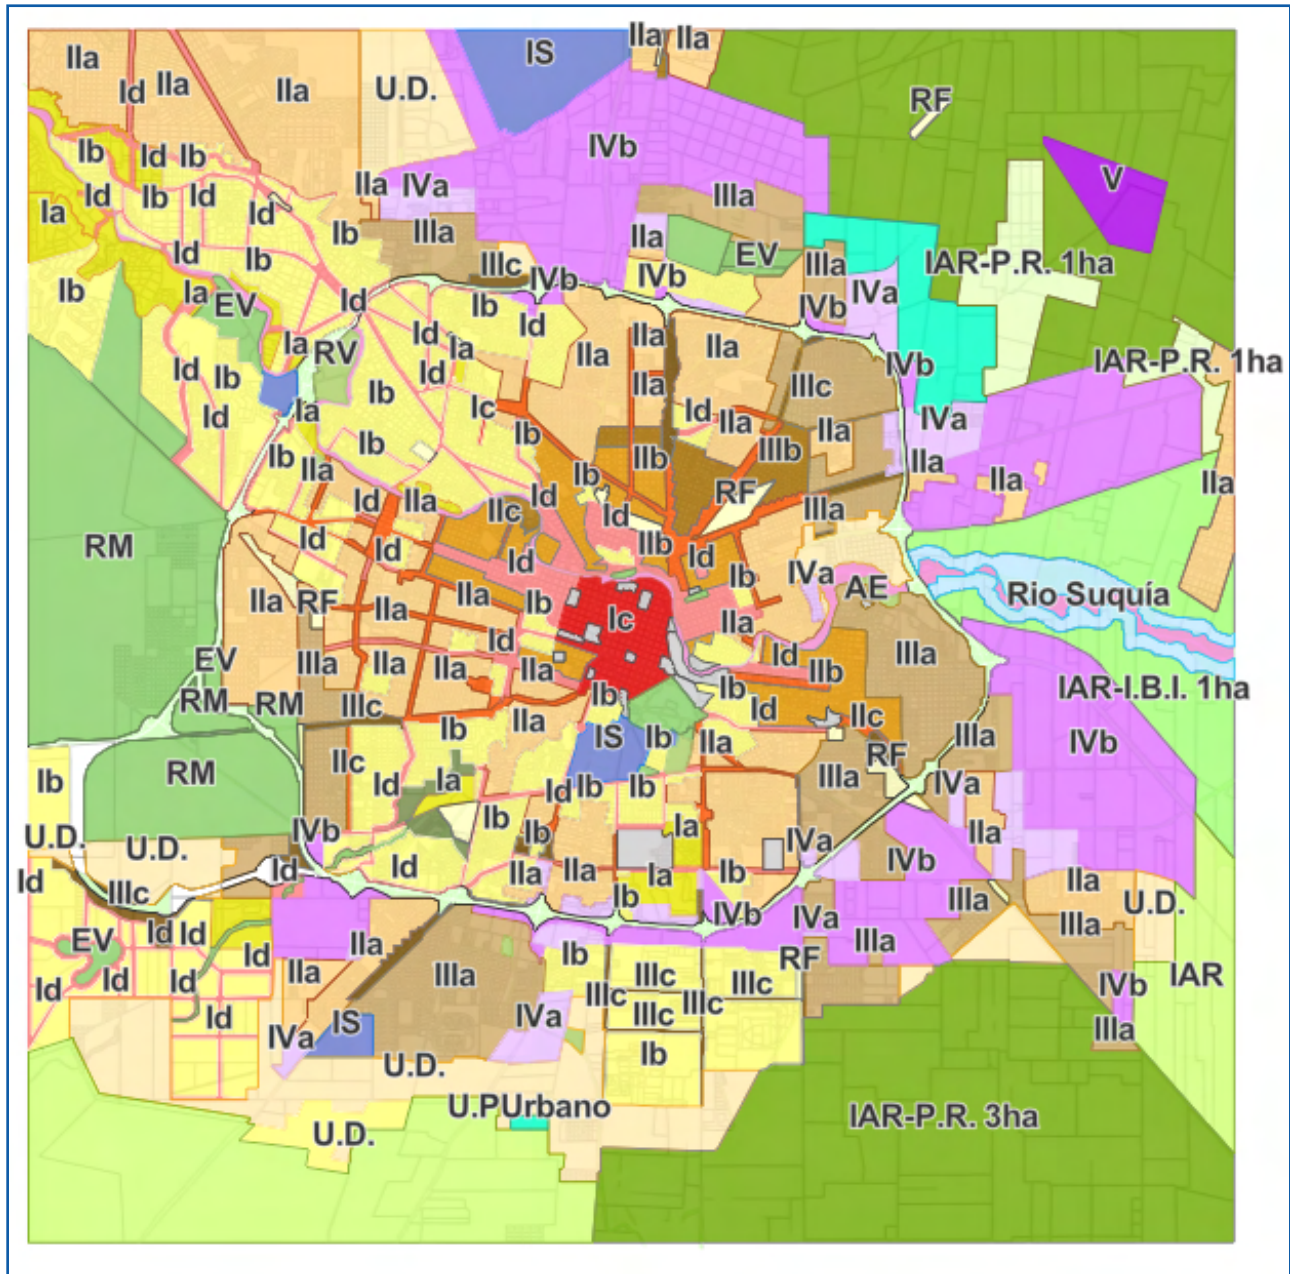 IIa
IIa
IS
IIa
Id
IIa
IIa
U.D.
RF
Ib
Id
Ib
IVb
V
IIa
IVa
IIIa
Id
Ib
Id
Ia
Id
Ib
IIIa
IIa
EV
Id
Ib
IIIc
IVb
IVb
IIIa
IAR-P.R. 1ha
Ib
Ia
EV
Id
Ib
Id
IVb
IVa
Ia
RV
Id
Ia
IIa
IIa
IIa
IVb
IAR-P.R. 1ha
Id
Ib
Ib
Id
IIa
IIIc
Id
Ia
Ic
Id
IIa
IIa
IVa
Ib
Ib
Ib
IIa
Ib
IIb
IIIb
IIa
IIa
IIa
Id
IIa
IIc
Id
RF
IIIa
Id
RM
Id
Id
Id
IIb
Id
Ib
IVa
AE
Rio Suquía
IIa
RF
IIa
IIa
Ib
Ic
IIa
Id
IIIa
EV
IIIa
IIa
IIa
IIa
Id
IIb
IAR-I.B.I. 1ha
RM
RM
IIIc
Ib
Ib
Id
IIc
Ib
IIa
IS
Ib
IIa
IIIa
IVb
RM
IIc
RF
Ib
Id
Ia
Id
Ib
Ib
IIIa
IVa
U.D.
U.D.
IVb
Ib
Ib
Ia
IVa
IIa
Id
IIIc
Id
Id
IIa
IIa
Ia
Ib
IVb
IIa
Ib
IVb
IVa
IIIa
U.D.
EV
Id
Id
Id
IIa
IIIa
IIIa
Id
Id
Id
IIa
IIIa
Ib
IIIc
IIIc
RF
IVb
IAR
Id
IVa
IS
IVa
IIIc
IIIc
IIIc
IIIa
U.D.
Ib
U.PUrbano
U.D.
IAR-P.R. 3ha